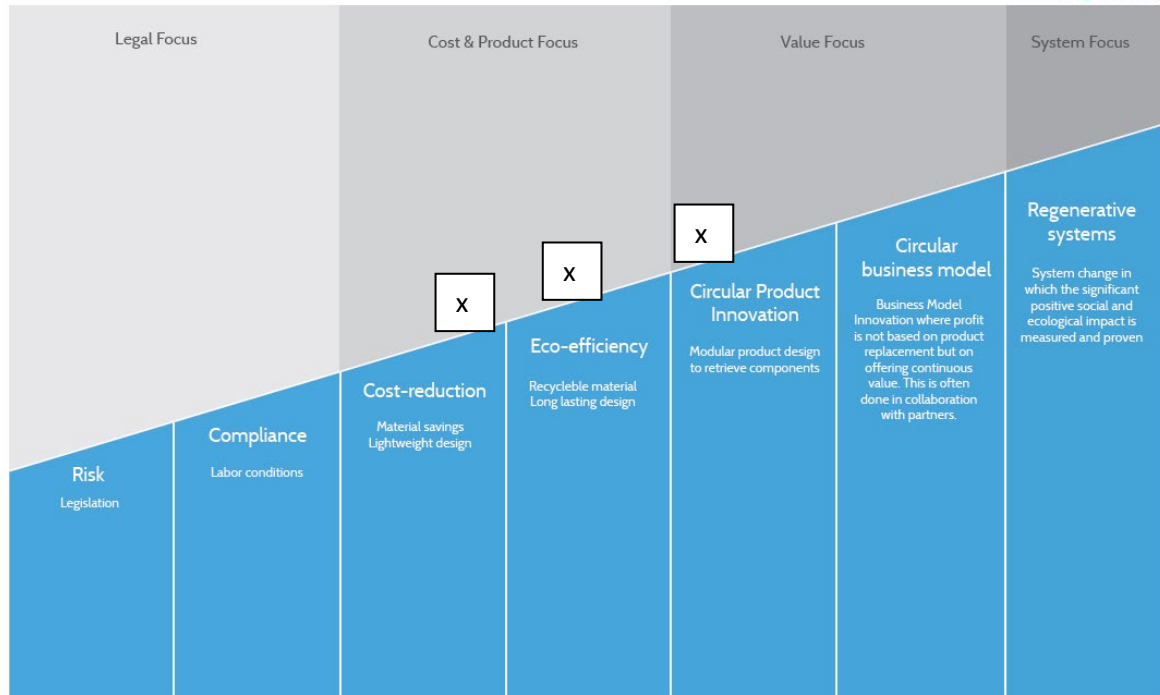 Legal Focus
Cost & Product Focus
Value Focus
System Focus
X
X
X
Risk
Legislation
Compliance
Labor conditions
Cost-reduction
Material savings
Lightweight design
Eco-efficiency
Recycleble material
Long lasting design
Circular Product
Innovation
Modular product design
to retrieve components
Circular
business model
Business Model
Innovation where profit
is not based on product
replacement but on
offering continuous
value. This is often
done in collaboration
with partners.
Regenerative
systems
System change in
which the significant
positive social and
ecological impact is
measured and proven